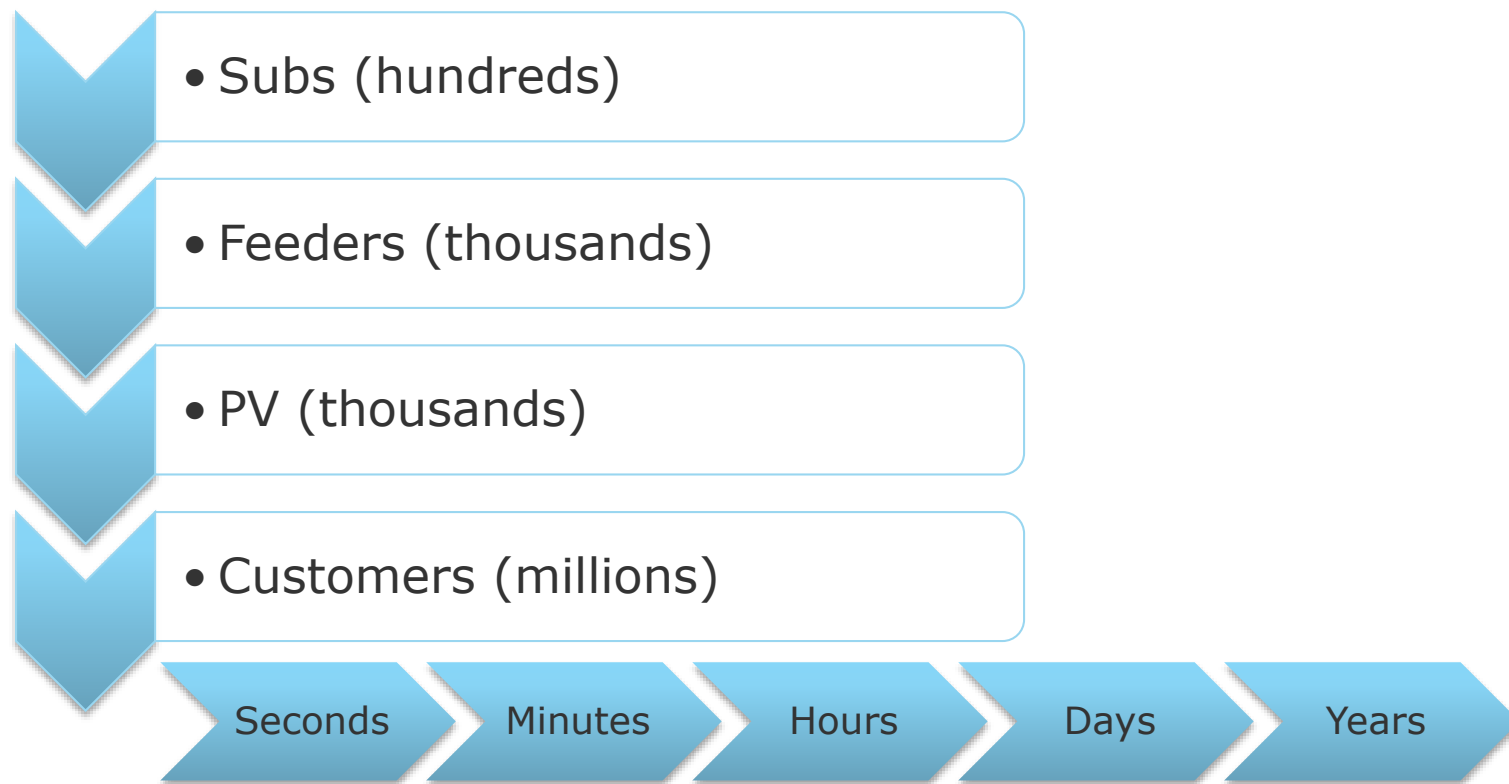 • Subs (hundreds)
• Feeders (thousands)
• PV (thousands)
• Customers (millions)
Seconds Minutes Hours Days Years